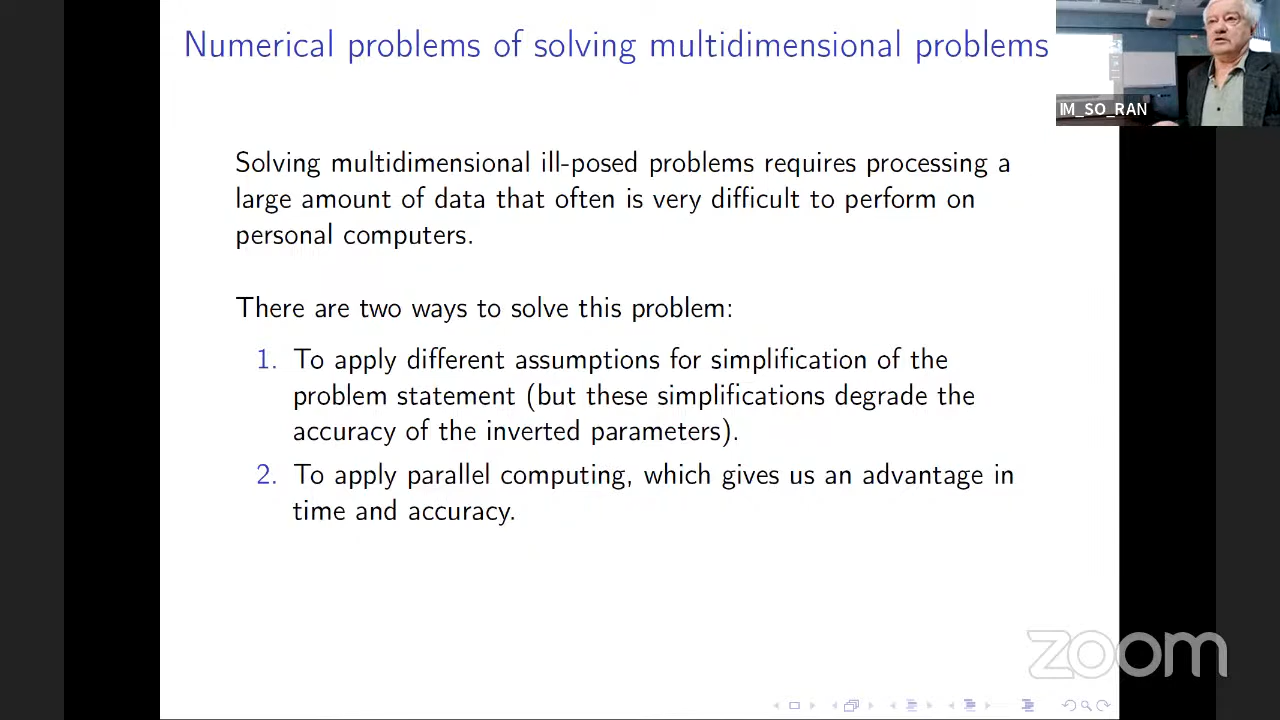 Numerical problems of solving multidimensional problems
IM_SO_RAN
Solving multidimensional ill-posed problems requires processing a
large amount of data that often is very difficult to perform on
personal computers.
There are two ways to solve this problem:
1. To apply different assumptions for simplification of the
problem statement (but these simplifications degrade the
accuracy of the inverted parameters).
2. To apply parallel computing, which gives us an advantage in
time and accuracy.
zoom